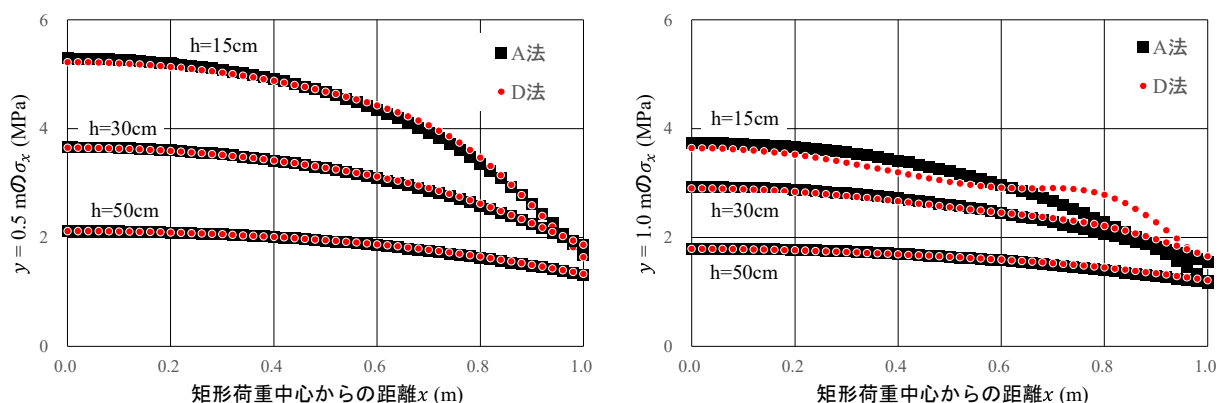 6
4
2
0
y = 0.5 mのσx (MPa)
h=15cm
h=30cm
h=50cm
A法
D法
0.0 0.2 0.4 0.6 0.8 1.0
矩形荷重中心からの距離x (m)
6
4
2
0
y = 1.0 mのσx (MPa)
A法
D法
h=15cm
h=30cm
h=50cm
0.0 0.2 0.4 0.6 0.8 1.0
矩形荷重中心からの距離x (m)